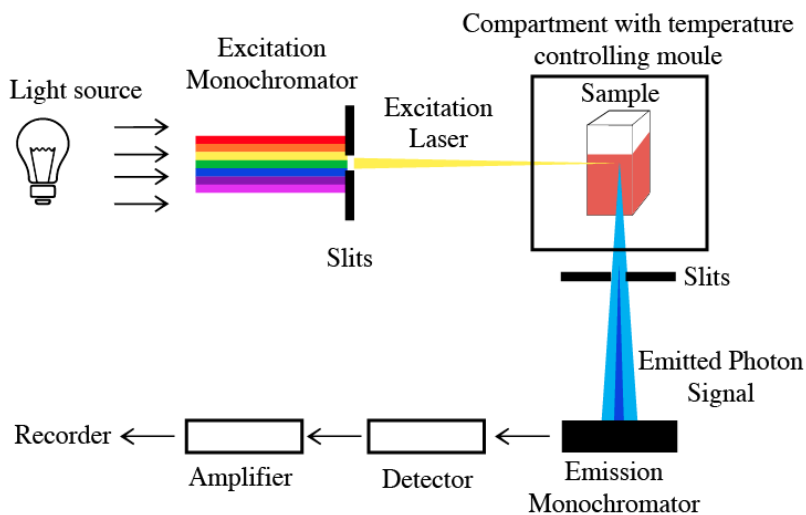 Compartment with temperature
controlling moule
Excitation
Monochromator
Light source
Sample
Excitation
Laser
Slits
Slits
Emitted Photon
Signal
Recorder
Amplifier
Detector
Emission
Monochromator